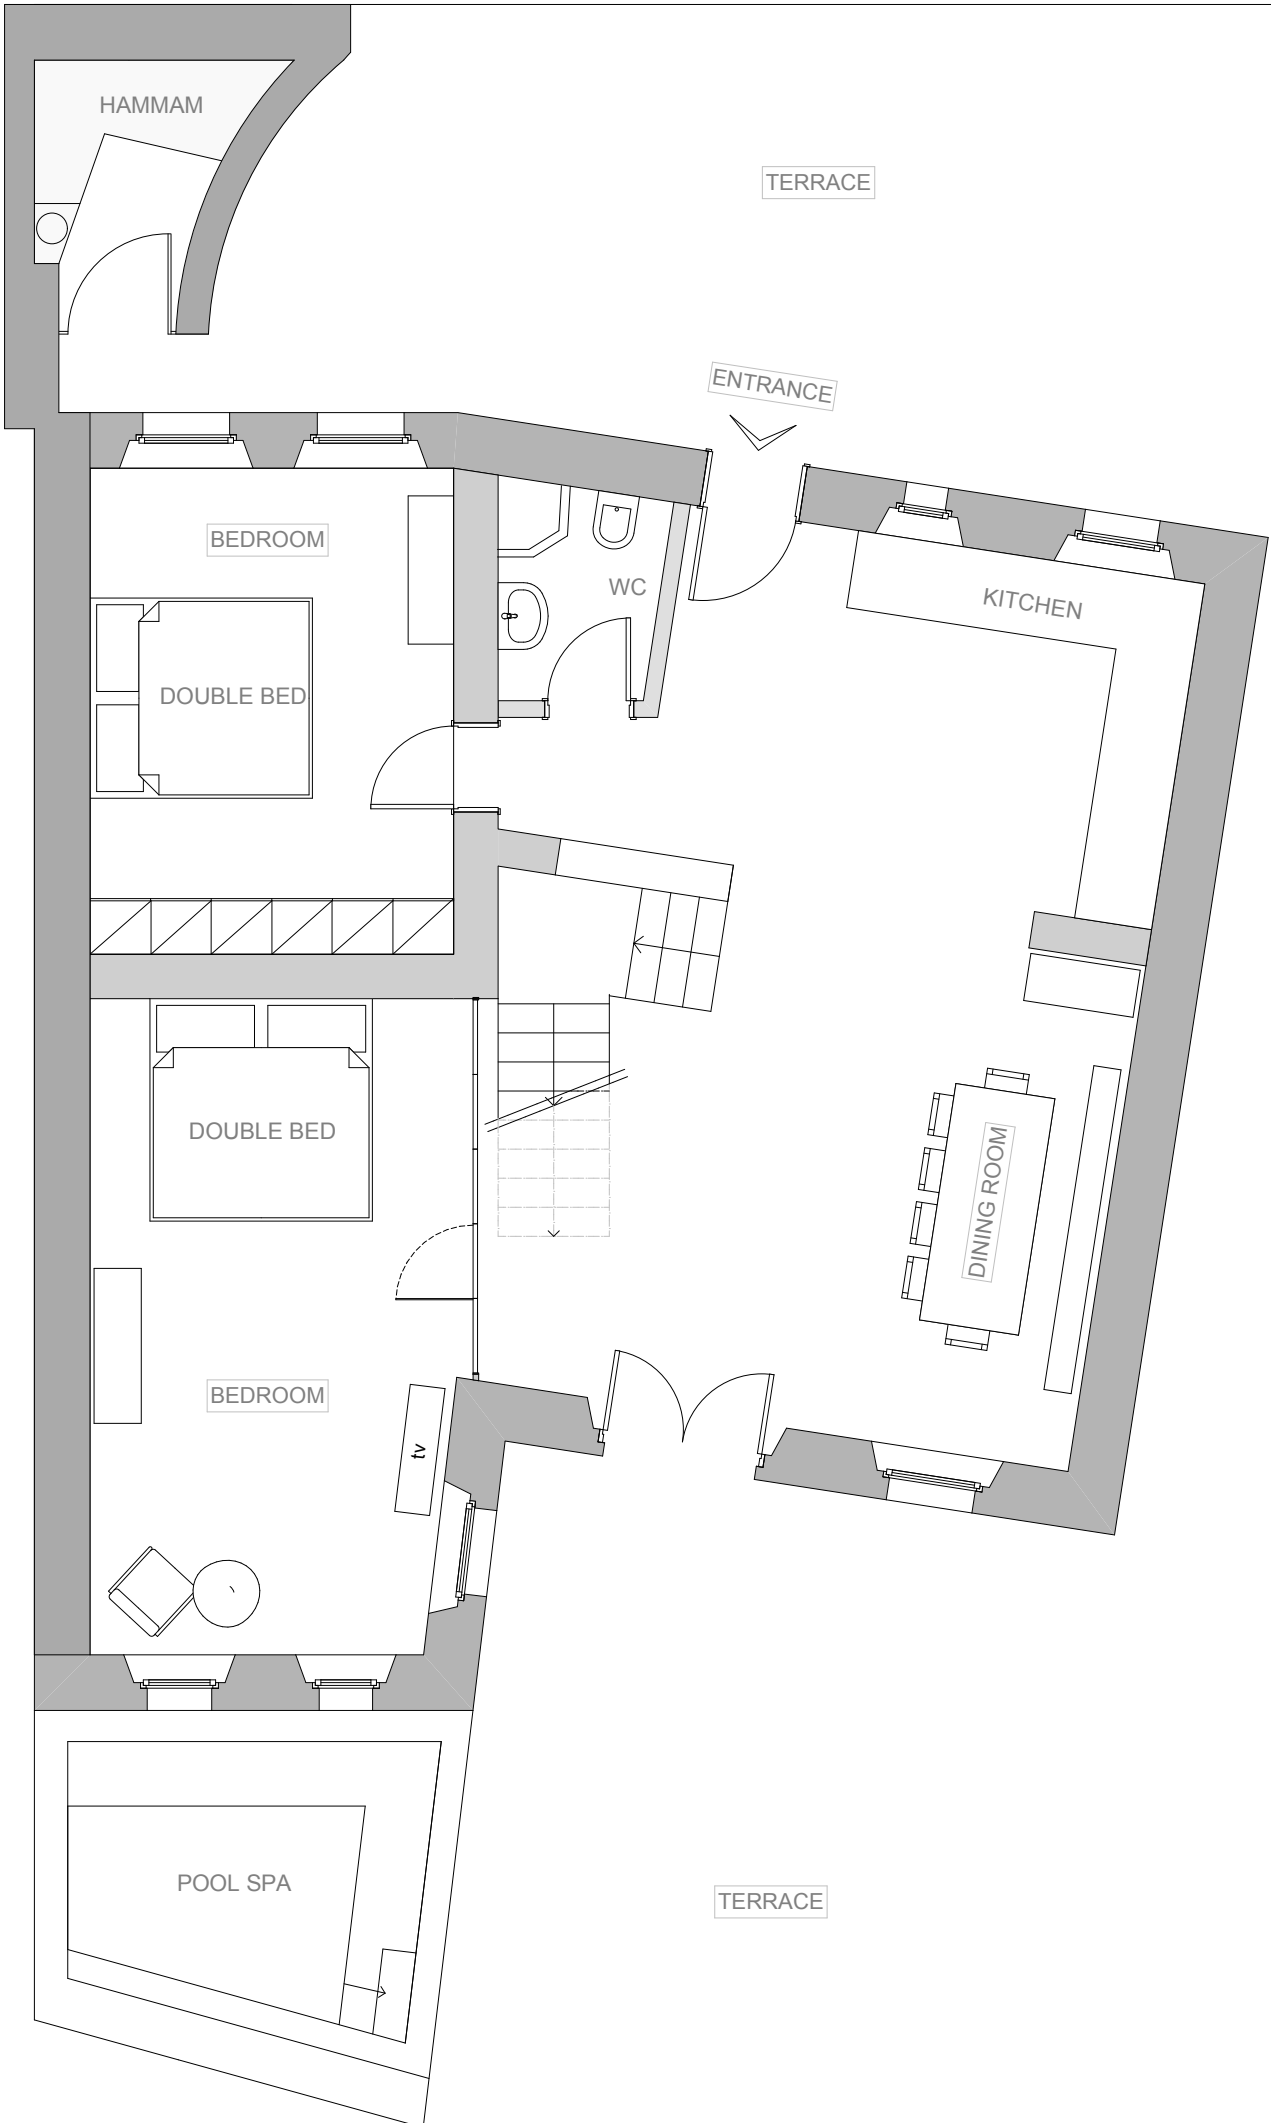 HAMMAM
TERRACE
ENTRANCE
BEDROOM
WC
KITCHEN
DOUBLE BED
DOUBLE BED
DINING ROOM
BEDROOM
tv
POOL SPA
TERRACE